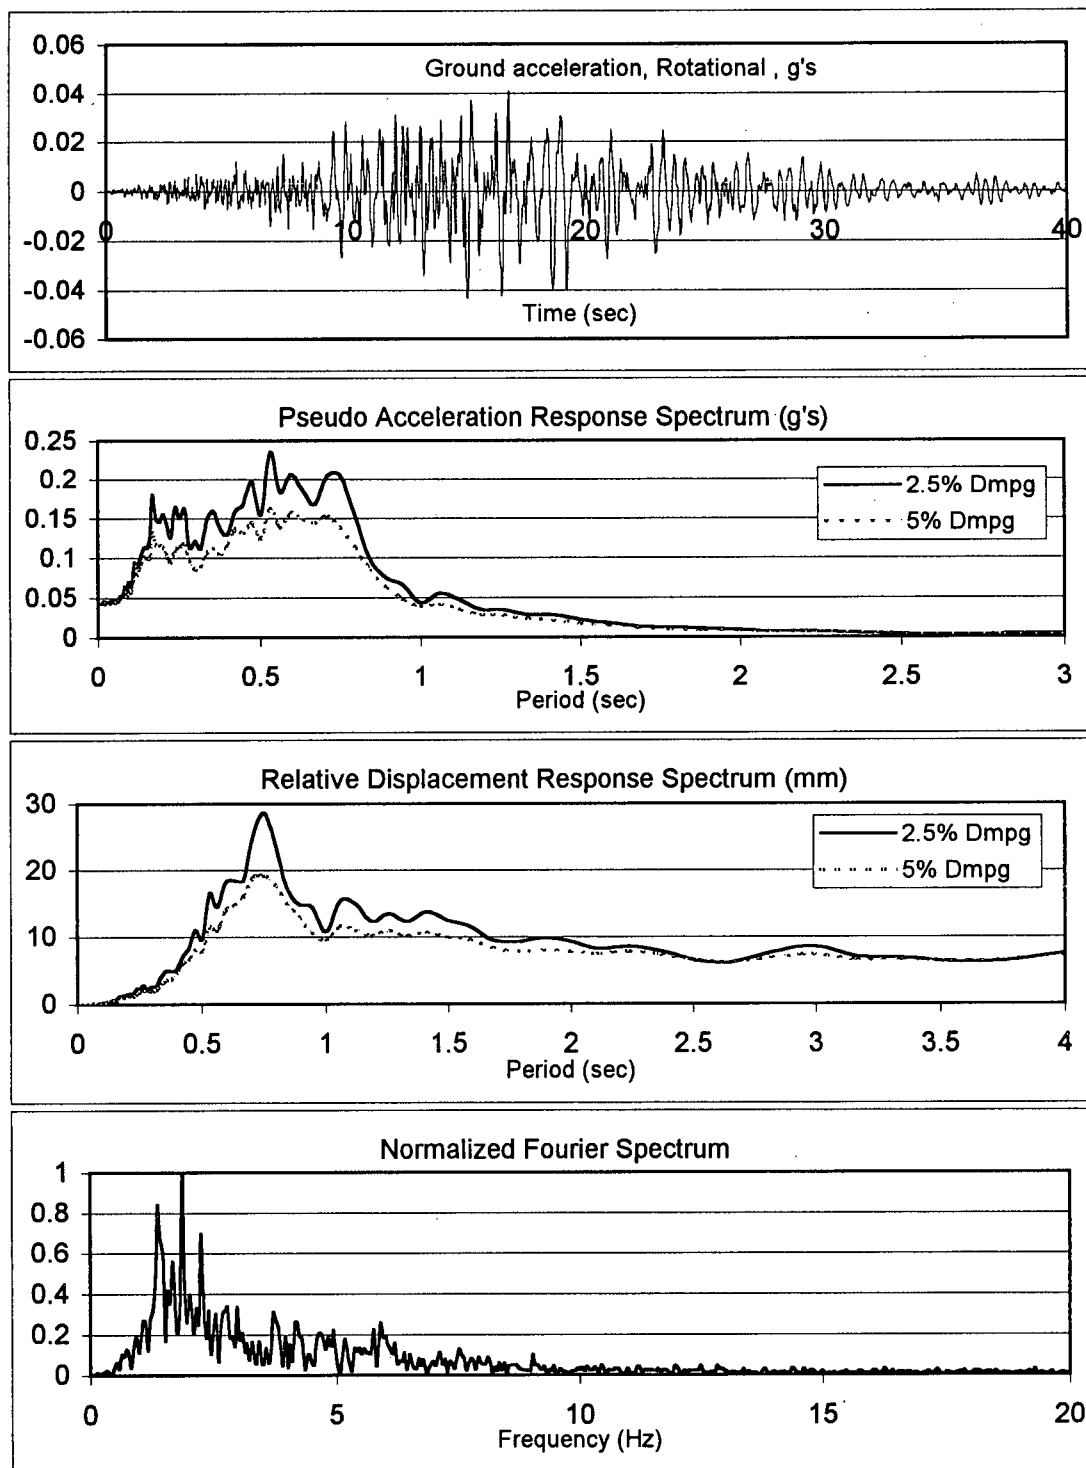 Ground acceleration, Rotational , g's
0.06
0.04
0.02
0
-0.02
-0.04
-0.06
0 10 20 30 40
Time (sec)
Pseudo Acceleration Response Spectrum (g's)
0.25
0.2
0.15
0.1
0.05
0
2.5% Dmpg
5% Dmpg
0 0.5 1 1.5 2 2.5 3
Period (sec)
Relative Displacement Response Spectrum (mm)
30
20
10
0
2.5% Dmpg
5% Dmpg
0 0.5 1 1.5 2 2.5 3 3.5 4
Period (sec)
Normalized Fourier Spectrum
1
0.8
0.6
0.4
0.2
0
0 5 10 15 20
Frequency (Hz)